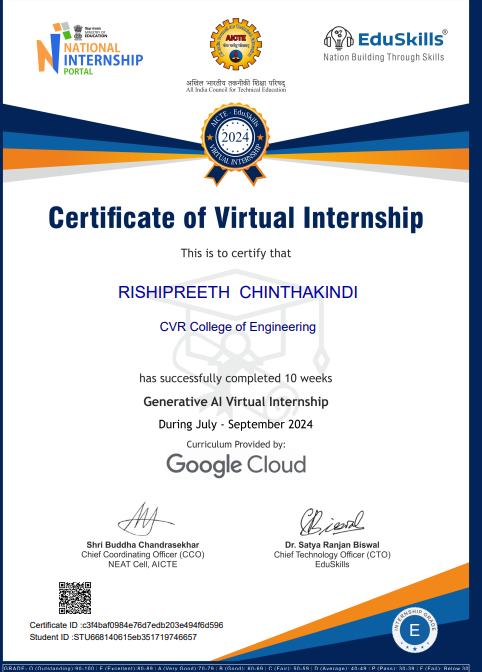 सत्यमेव जयते
MINISTRY OF
EDUCATION
NATIONAL
INTERNSHIP
PORTAL
AICTE
EduSkills®
Nation Building Through Skills
अखिल भारतीय तकनीकी शिक्षा परिषद्
All India Council for Technical Education
AICTE - EduSkills
2024
VIRTUAL INTERNSHIP
Certificate of Virtual Internship
This is to certify that
RISHIPREETH CHINTHAKINDI
CVR College of Engineering
has successfully completed 10 weeks
Generative AI Virtual Internship
During July - September 2024
Curriculum Provided by:
Google Cloud
Shri Buddha Chandrasekhar
Chief Coordinating Officer (CCO)
NEAT Cell, AICTE
Dr. Satya Ranjan Biswal
Chief Technology Officer (CTO)
EduSkills
Certificate ID :c3f4baf0984e76d7edb203e494f6d596
Student ID :STU668140615eb351719746657
INTERNSHIP GRADE
E
GRADE: O (Outstanding) 90-100 | E (Excellent) 80-89 | A (Very Good) 70-79 | B (Good) 60-69 | C (Fair) 50-59 | D (Average) 40-49 | P (Pass) 30-39 | F (Fail) Below 30